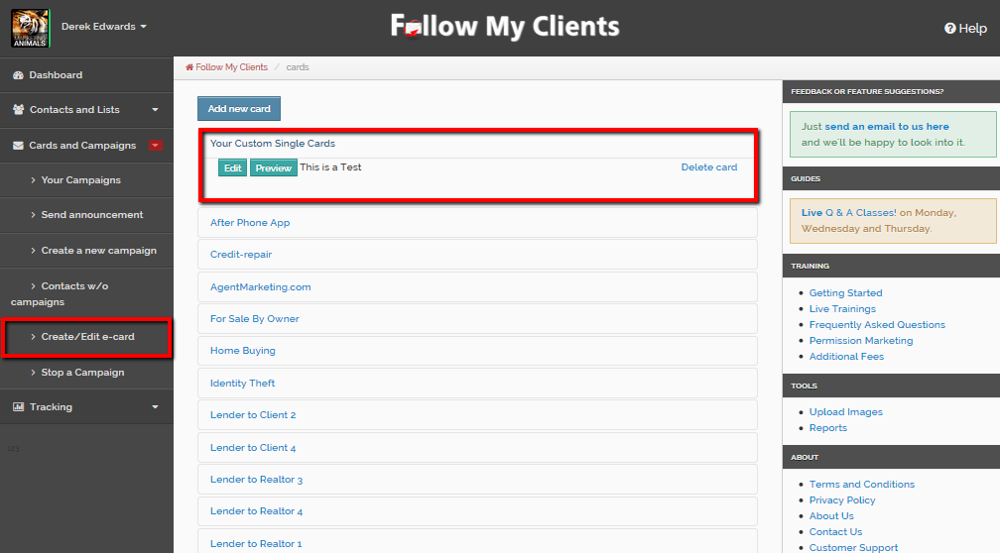 MARKETING
ANIMALS
Derek Edwards
Follow My Clients
Help
Dashboard
Contacts and Lists
Cards and Campaigns
Your Campaigns
Send announcement
Create a new campaign
Contacts w/o
campaigns
Create/Edit e-card
Stop a Campaign
Tracking
Follow My Clients / cards
Add new card
Your Custom Single Cards
Edit Preview This is a Test Delete card
After Phone App
Credit-repair
AgentMarketing.com
For Sale By Owner
Home Buying
Identity Theft
Lender to Client 2
Lender to Client 4
Lender to Realtor 3
Lender to Realtor 4
Lender to Realtor 1
FEEDBACK OR FEATURE SUGGESTIONS?
Just send an email to us here
and we'll be happy to look into it.
GUIDES
Live Q & A Classes! on Monday,
Wednesday and Thursday.
TRAINING
Getting Started
Live Trainings
Frequently Asked Questions
Permission Marketing
Additional Fees
TOOLS
Upload Images
Reports
ABOUT
Terms and Conditions
Privacy Policy
About Us
Contact Us
Customer Support